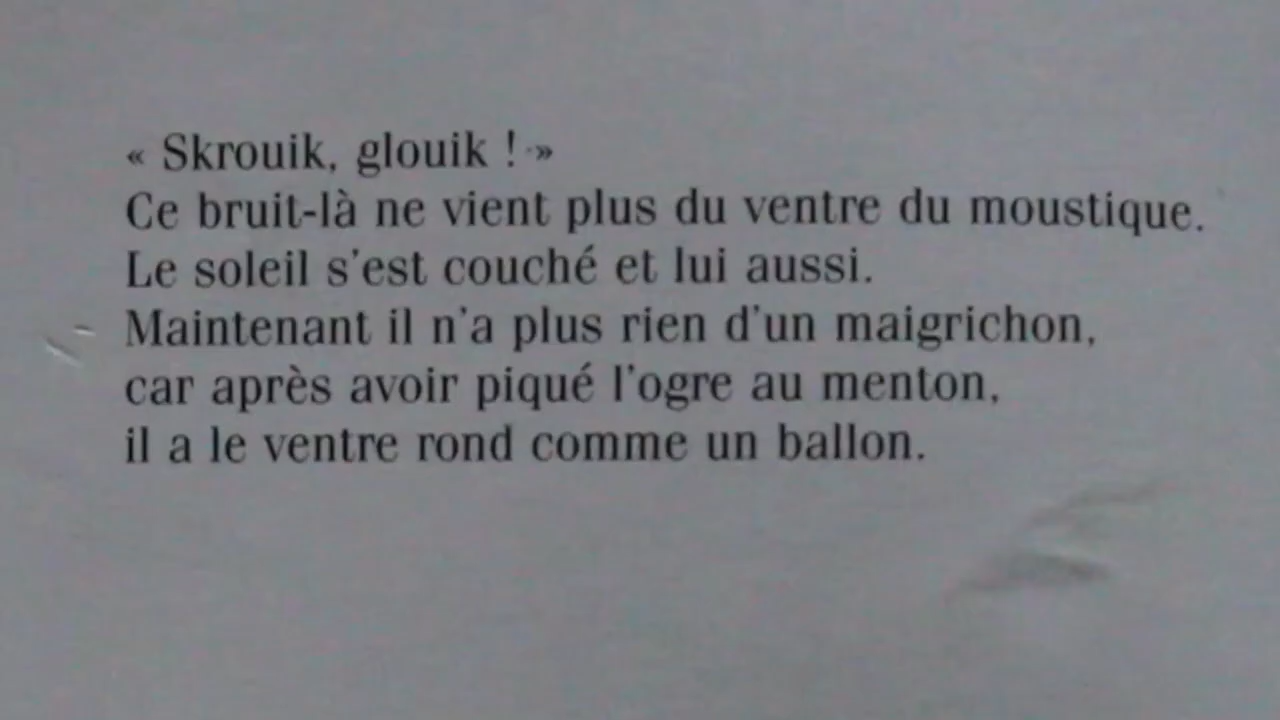 « Skrouik, glouik ! »
Ce bruit-là ne vient plus du ventre du moustique.
Le soleil s'est couché et lui aussi.
Maintenant il n'a plus rien d'un maigrichon,
car après avoir piqué l'ogre au menton,
il a le ventre rond comme un ballon.